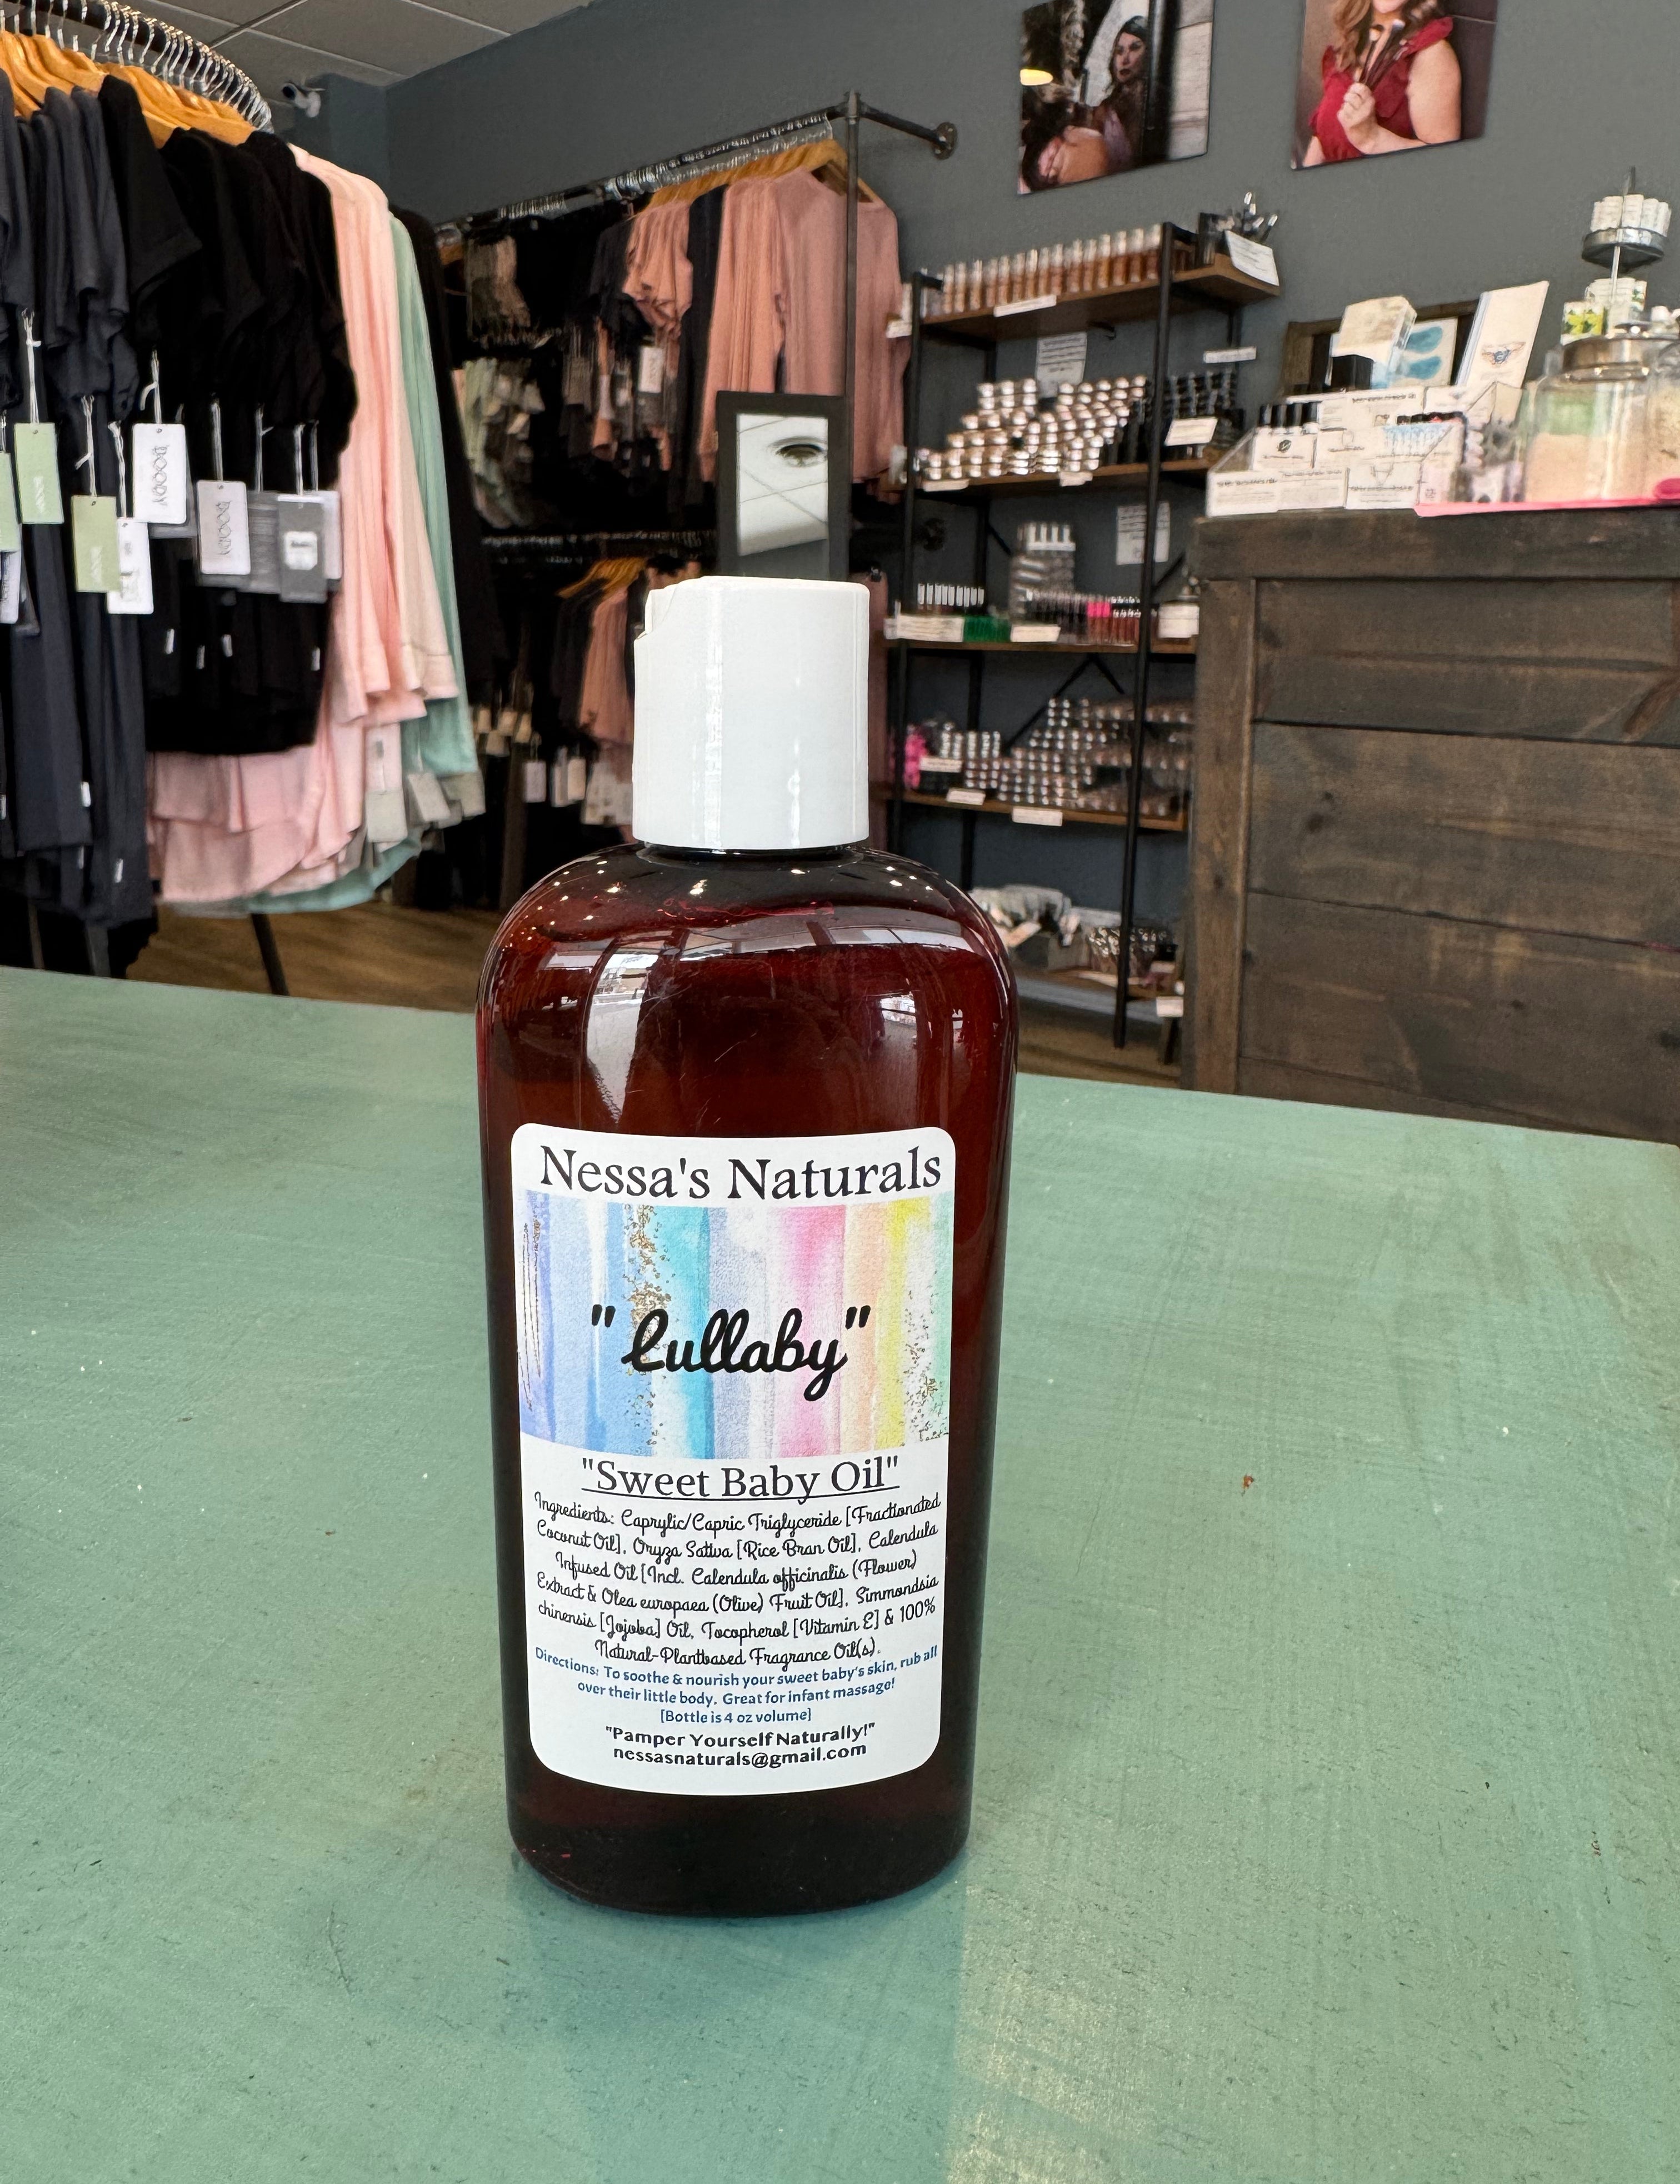 BOODY
BOODY
Nessa's Naturals
"Lullaby"
"Sweet Baby Oil"
Ingredients: Caprylic/Capric Triglyceride [Fractionated
Coconut Oil], Oryza Sativa [Rice Bran Oil], Calendula
Infused Oil [Incl. Calendula officinalis (Flower)
Extract & Olea europaea (Olive) Fruit Oil], Simmondsia
chinensis [Jojoba] Oil, Tocopherol [Vitamin E] & 100%
Natural-Plantbased Fragrance Oil(s).
Directions: To soothe & nourish your sweet baby's skin, rub all
over their little body. Great for infant massage!
[Bottle is 4 oz volume]
"Pamper Yourself Naturally!"
nessasnaturals@gmail.com